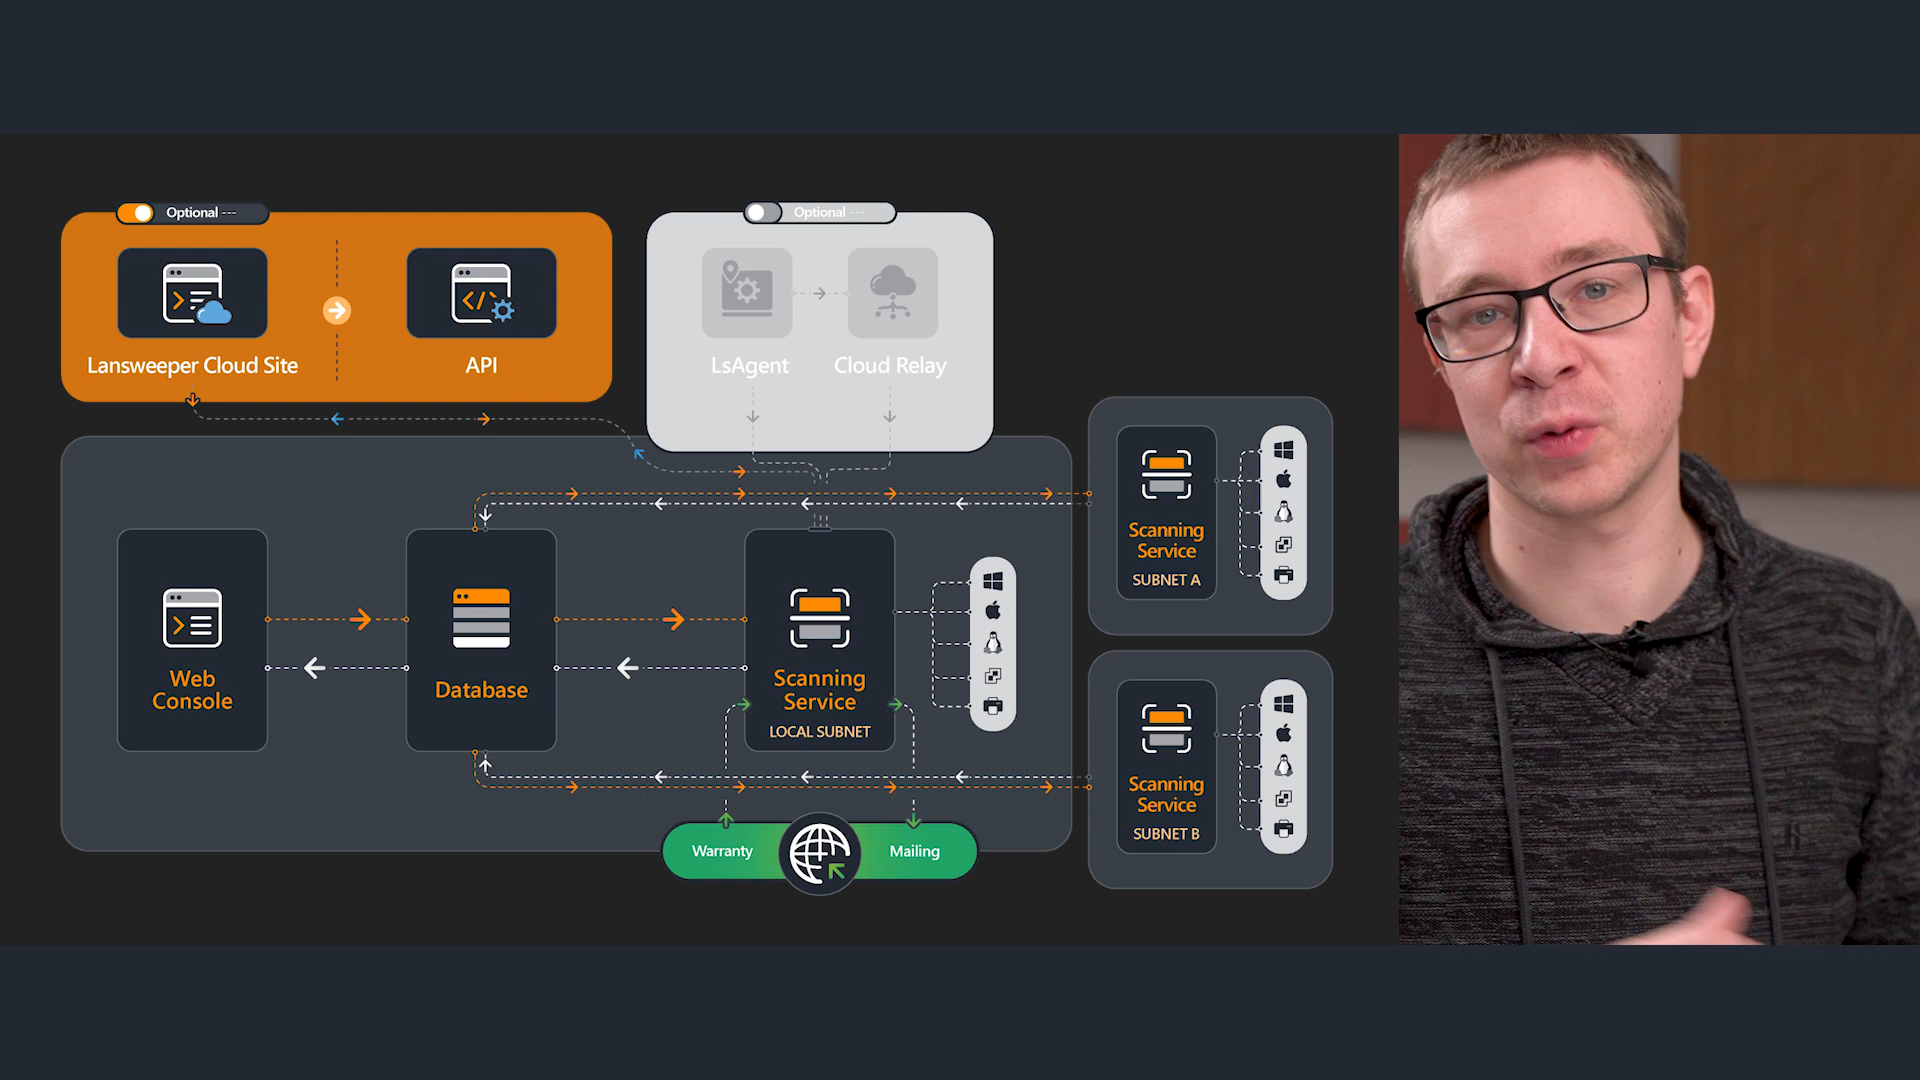 Optional ---
Lansweeper Cloud Site
API
Optional ---
LsAgent
Cloud Relay
Web
Console
Database
Scanning
Service
LOCAL SUBNET
Warranty
Mailing
Scanning
Service
SUBNET A
Scanning
Service
SUBNET B